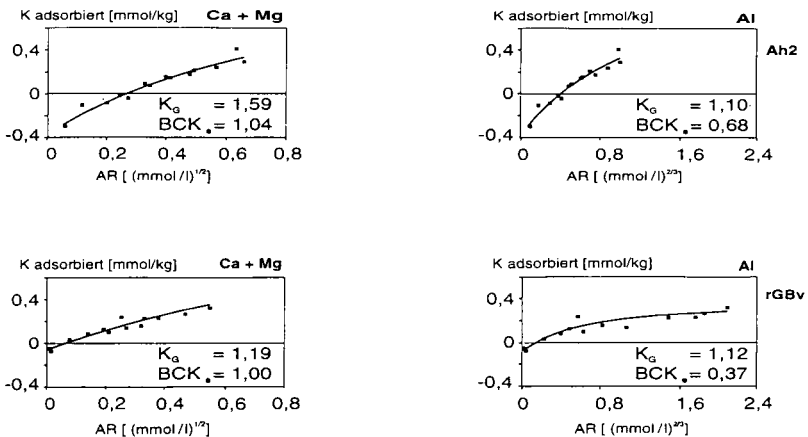 K adsorbiert [mmol/kg] Ca + Mg
0,4
0
-0,4
K_G = 1,59
BCK = 1,04
0 0,2 0,4 0,6 0,8
AR [ (mmol /l)^1/2]
K adsorbiert [mmol/kg] Al
Ah2
0,4
0
-0,4
K_G = 1,10
BCK = 0,68
0 0,8 1,6 2,4
AR [ (mmol /l)^2/3]
K adsorbiert [mmol/kg] Ca + Mg
0,4
0
-0,4
K_G = 1,19
BCK = 1,00
0 0,2 0,4 0,6 0,8
AR [ (mmol /l)^1/2]
K adsorbiert [mmol/kg] Al
rGBv
0,4
0
-0,4
K_G = 1,12
BCK = 0,37
0 0,8 1,6 2,4
AR [ (mmol /l)^2/3]